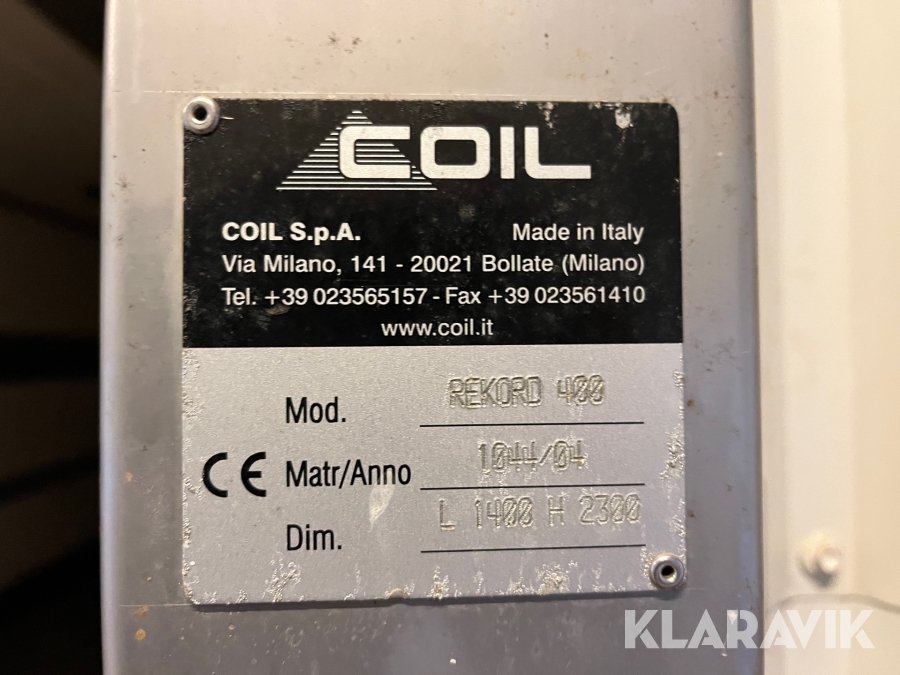 COIL
COIL S.p.A. Made in Italy
Via Milano, 141 - 20021 Bollate (Milano)
Tel. +39 023565157 - Fax +39 023561410
www.coil.it
Mod. REKORD 400
CE Matr/Anno 1044/04
Dim. L 1400 H 2300
KLARAVIK